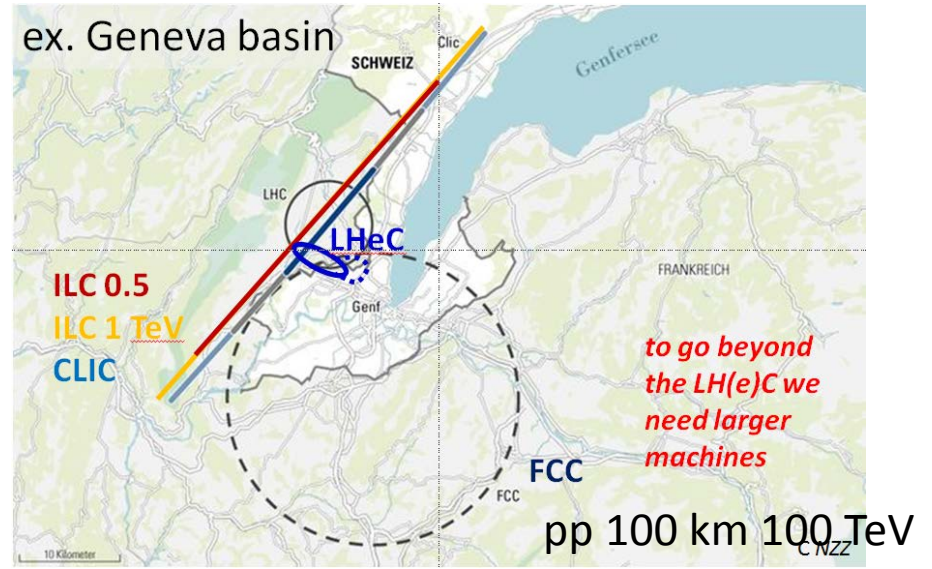 ex. Geneva basin
Clic
SCHWEIZ
Genfersee
LHC
LHeC
FRANKREICH
ILC 0.5
ILC 1 TeV
CLIC
Genf
to go beyond
the LH(e)C we
need larger
machines
FCC
FCC
pp 100 km 100 TeV
10 Kilometer
C NZZ